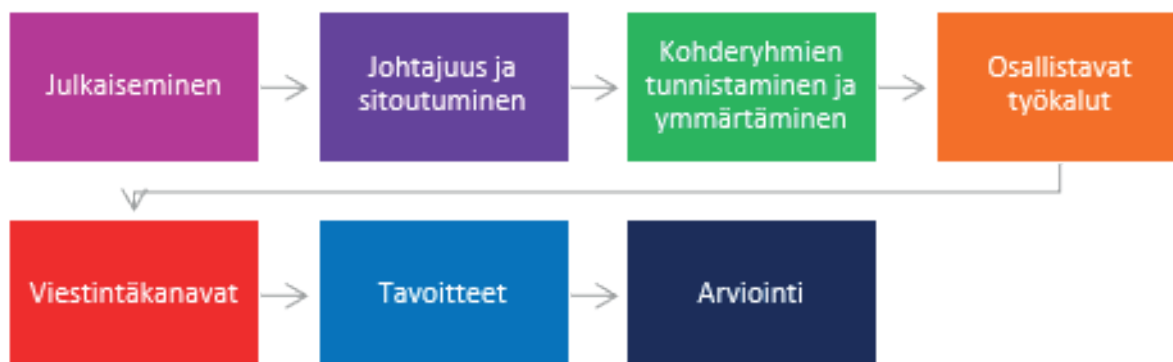 Julkaiseminen
Johtajuus ja
sitoutuminen
Kohderyhmien
tunnistaminen ja
ymmärtäminen
Osallistavat
työkalut
Viestintäkanavat
Tavoitteet
Arviointi